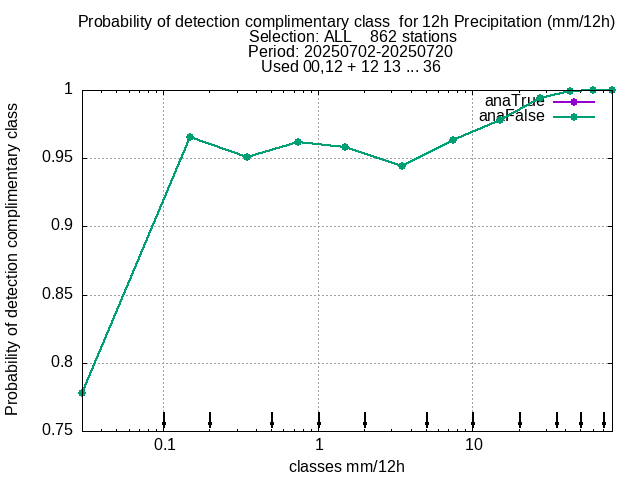 Probability of detection complimentary class  for 12h Precipitation (mm/12h)
Selection: ALL    862 stations
Period: 20250702-20250720
Used 00,12 + 12 13 ... 36
anaTrue
anaFalse
Probability of detection complimentary class
1
0.95
0.9
0.85
0.8
0.75
0.1
1
10
classes mm/12h